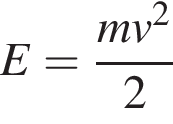 E = mv²/2